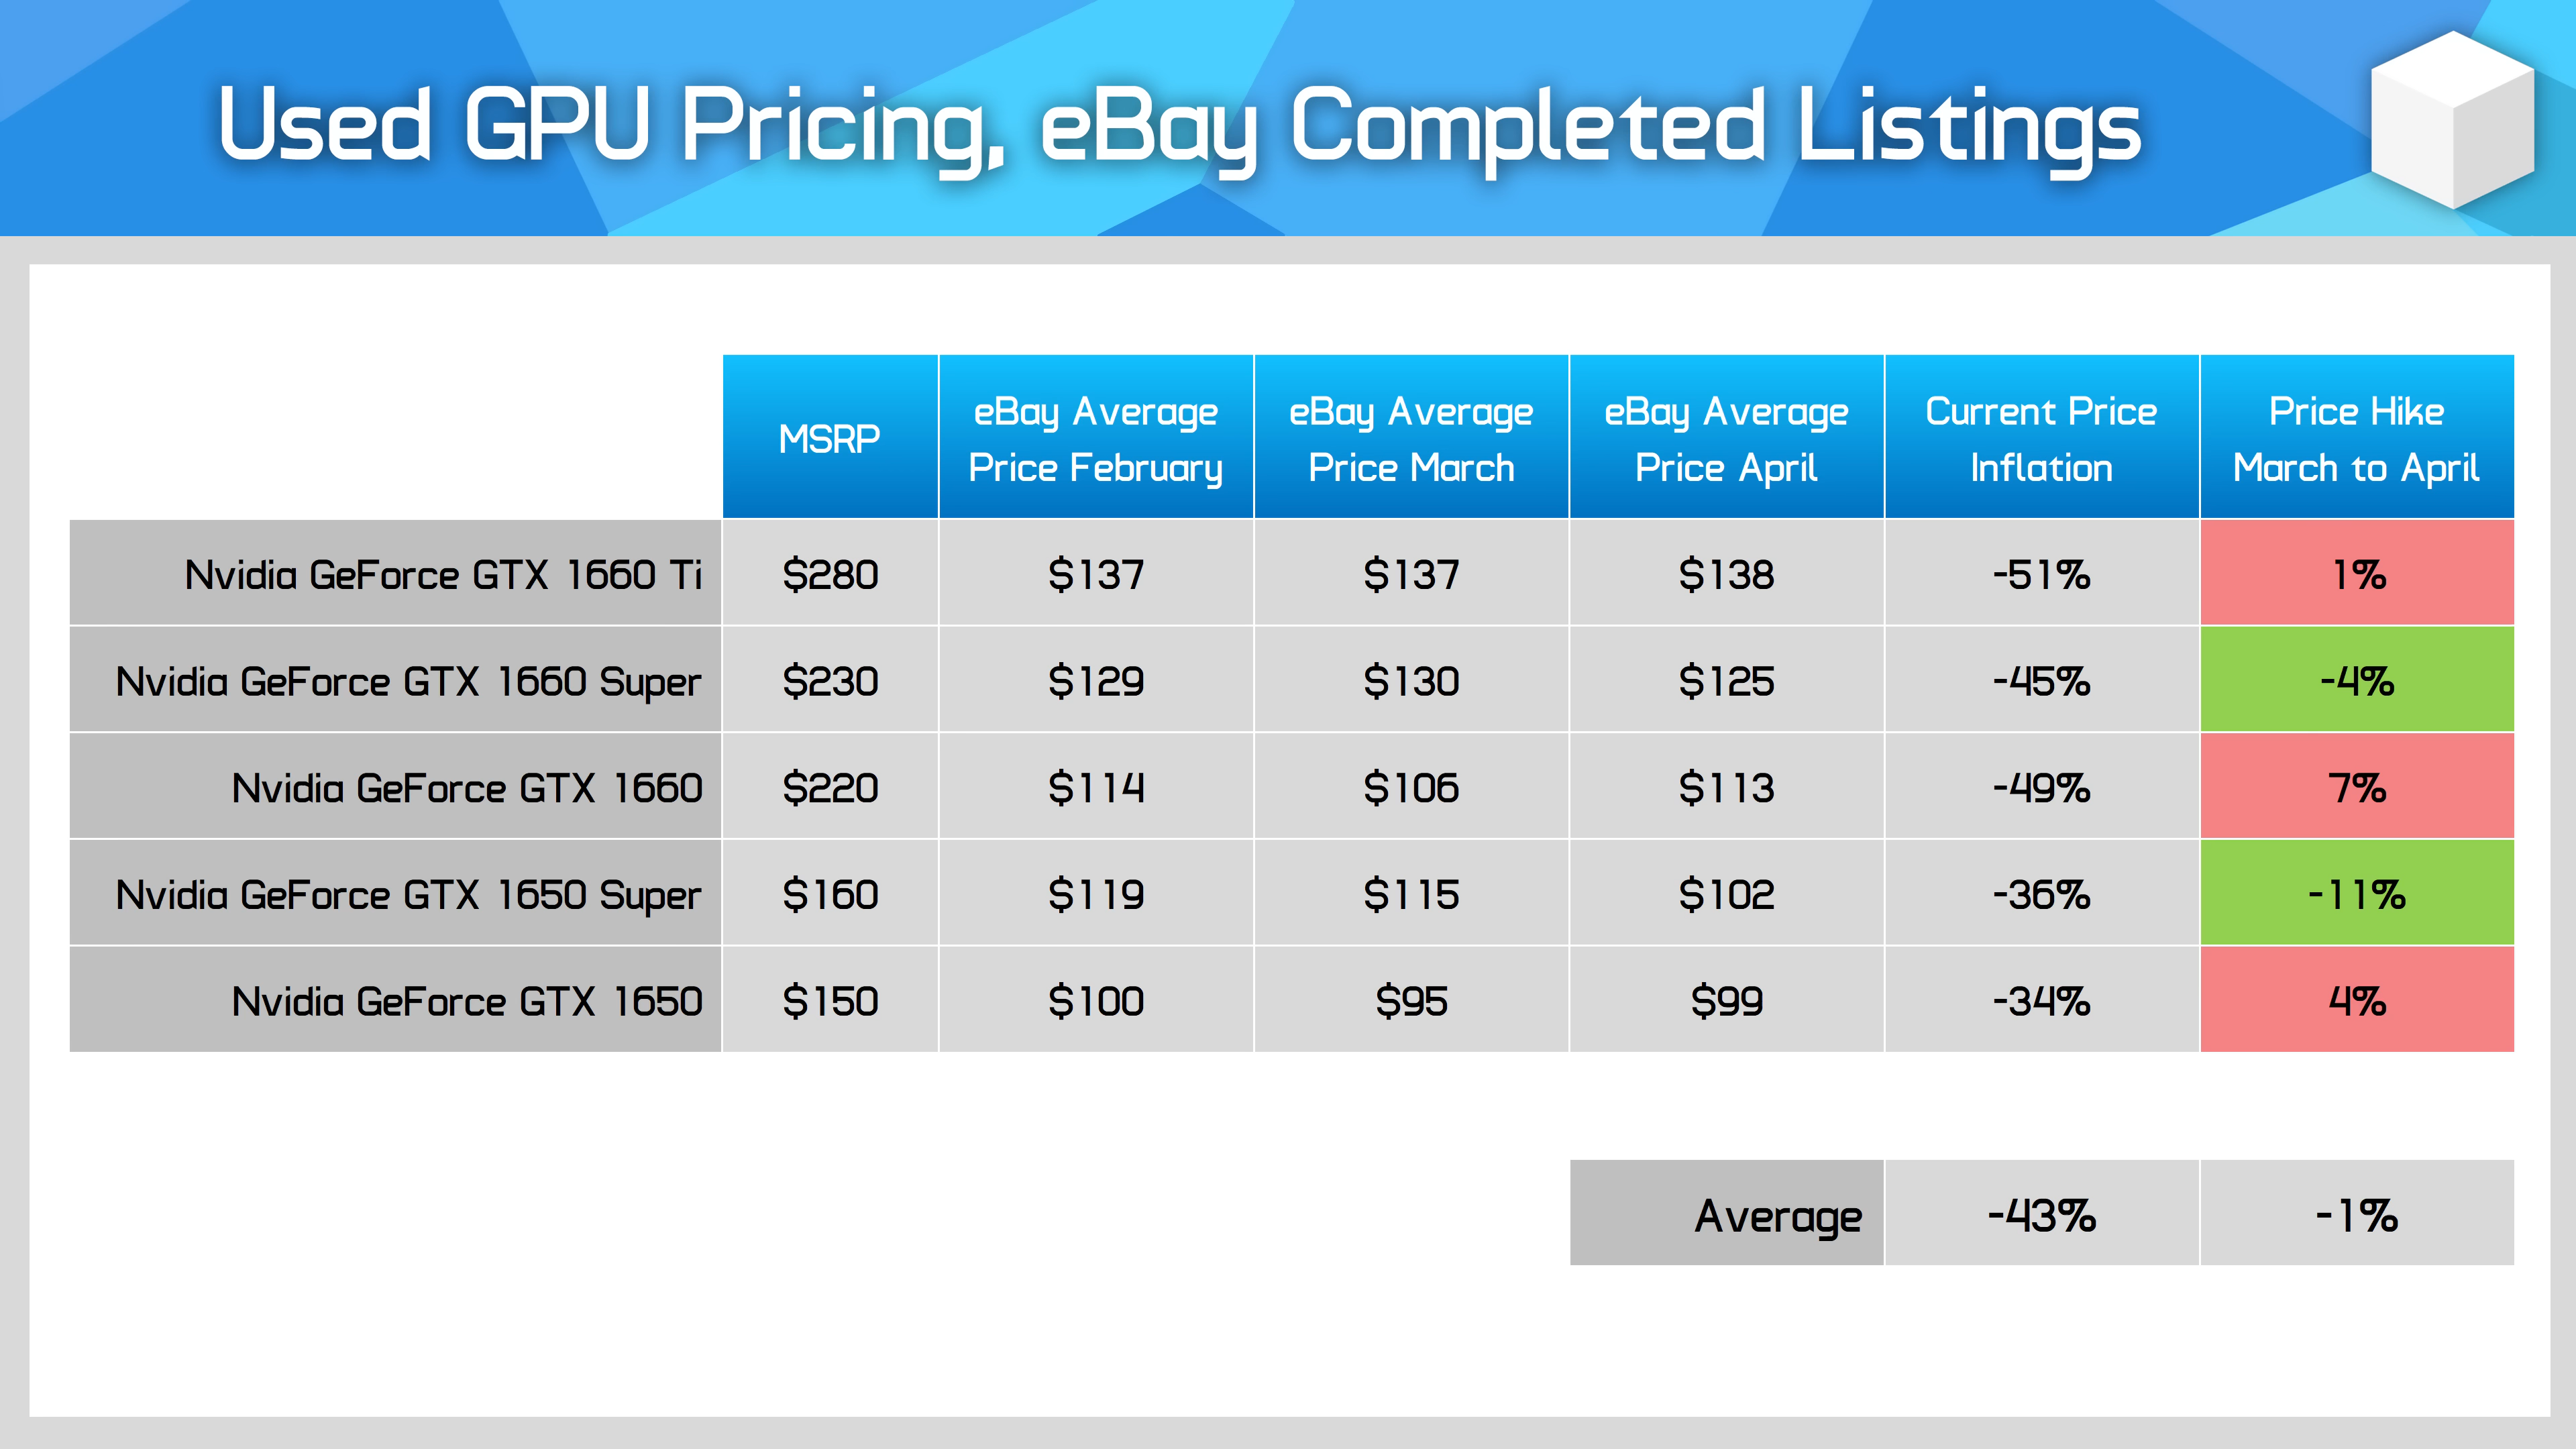 Used GPU Pricing, eBay Completed Listings
MSRP
eBay Average
Price February
eBay Average
Price March
eBay Average
Price April
Current Price
Inflation
Price Hike
March to April
Nvidia GeForce GTX 1660 Ti $280 $137 $137 $138 -51% 1%
Nvidia GeForce GTX 1660 Super $230 $129 $130 $125 -45% -4%
Nvidia GeForce GTX 1660 $220 $114 $106 $113 -49% 7%
Nvidia GeForce GTX 1650 Super $160 $119 $115 $102 -36% -11%
Nvidia GeForce GTX 1650 $150 $100 $95 $99 -34% 4%
Average -43% -1%